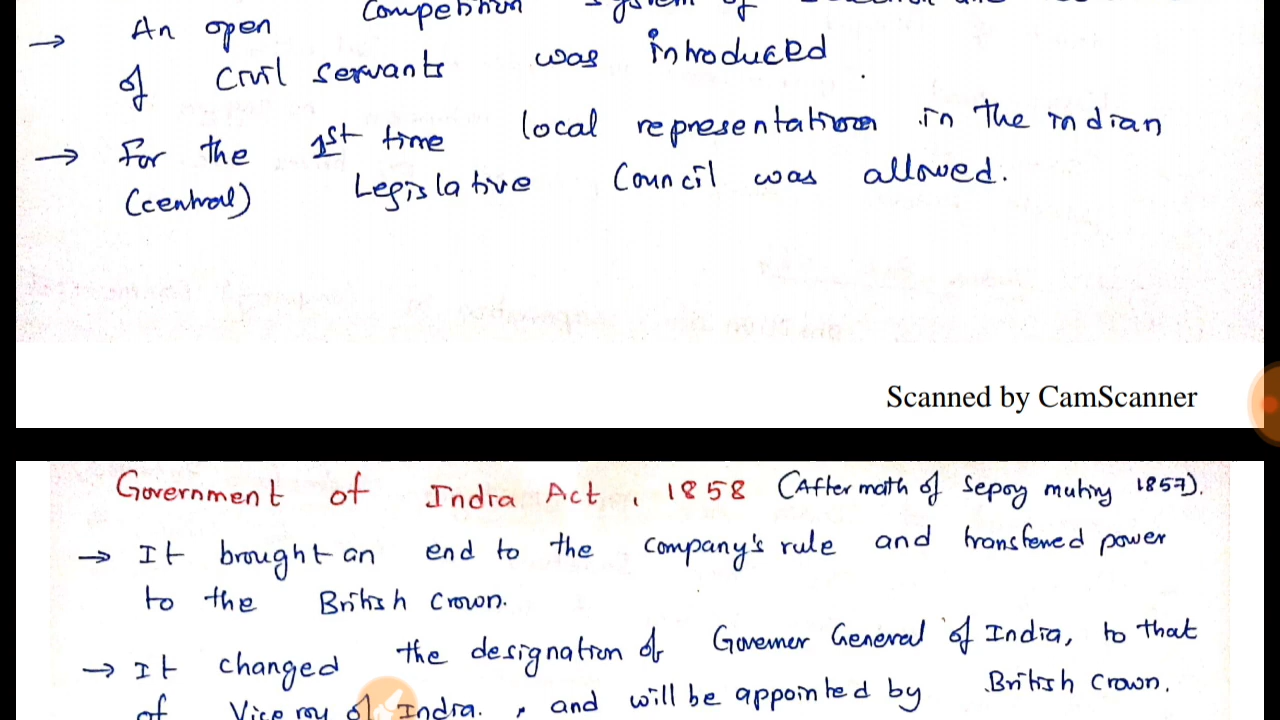 → An open Competition system of
of Civil servants was introduced
→ For the 1st time local representation in the Indian
(central) Legislative Council was allowed.
Scanned by CamScanner
Government of India Act, 1858 (Aftermath of Sepoy mutiny 1857).
→ It brought an end to the company's rule and transferred power
to the British Crown.
→ It changed the designation of Governer General of India, to that
of Viceroy of India. , and will be appointed by British Crown.